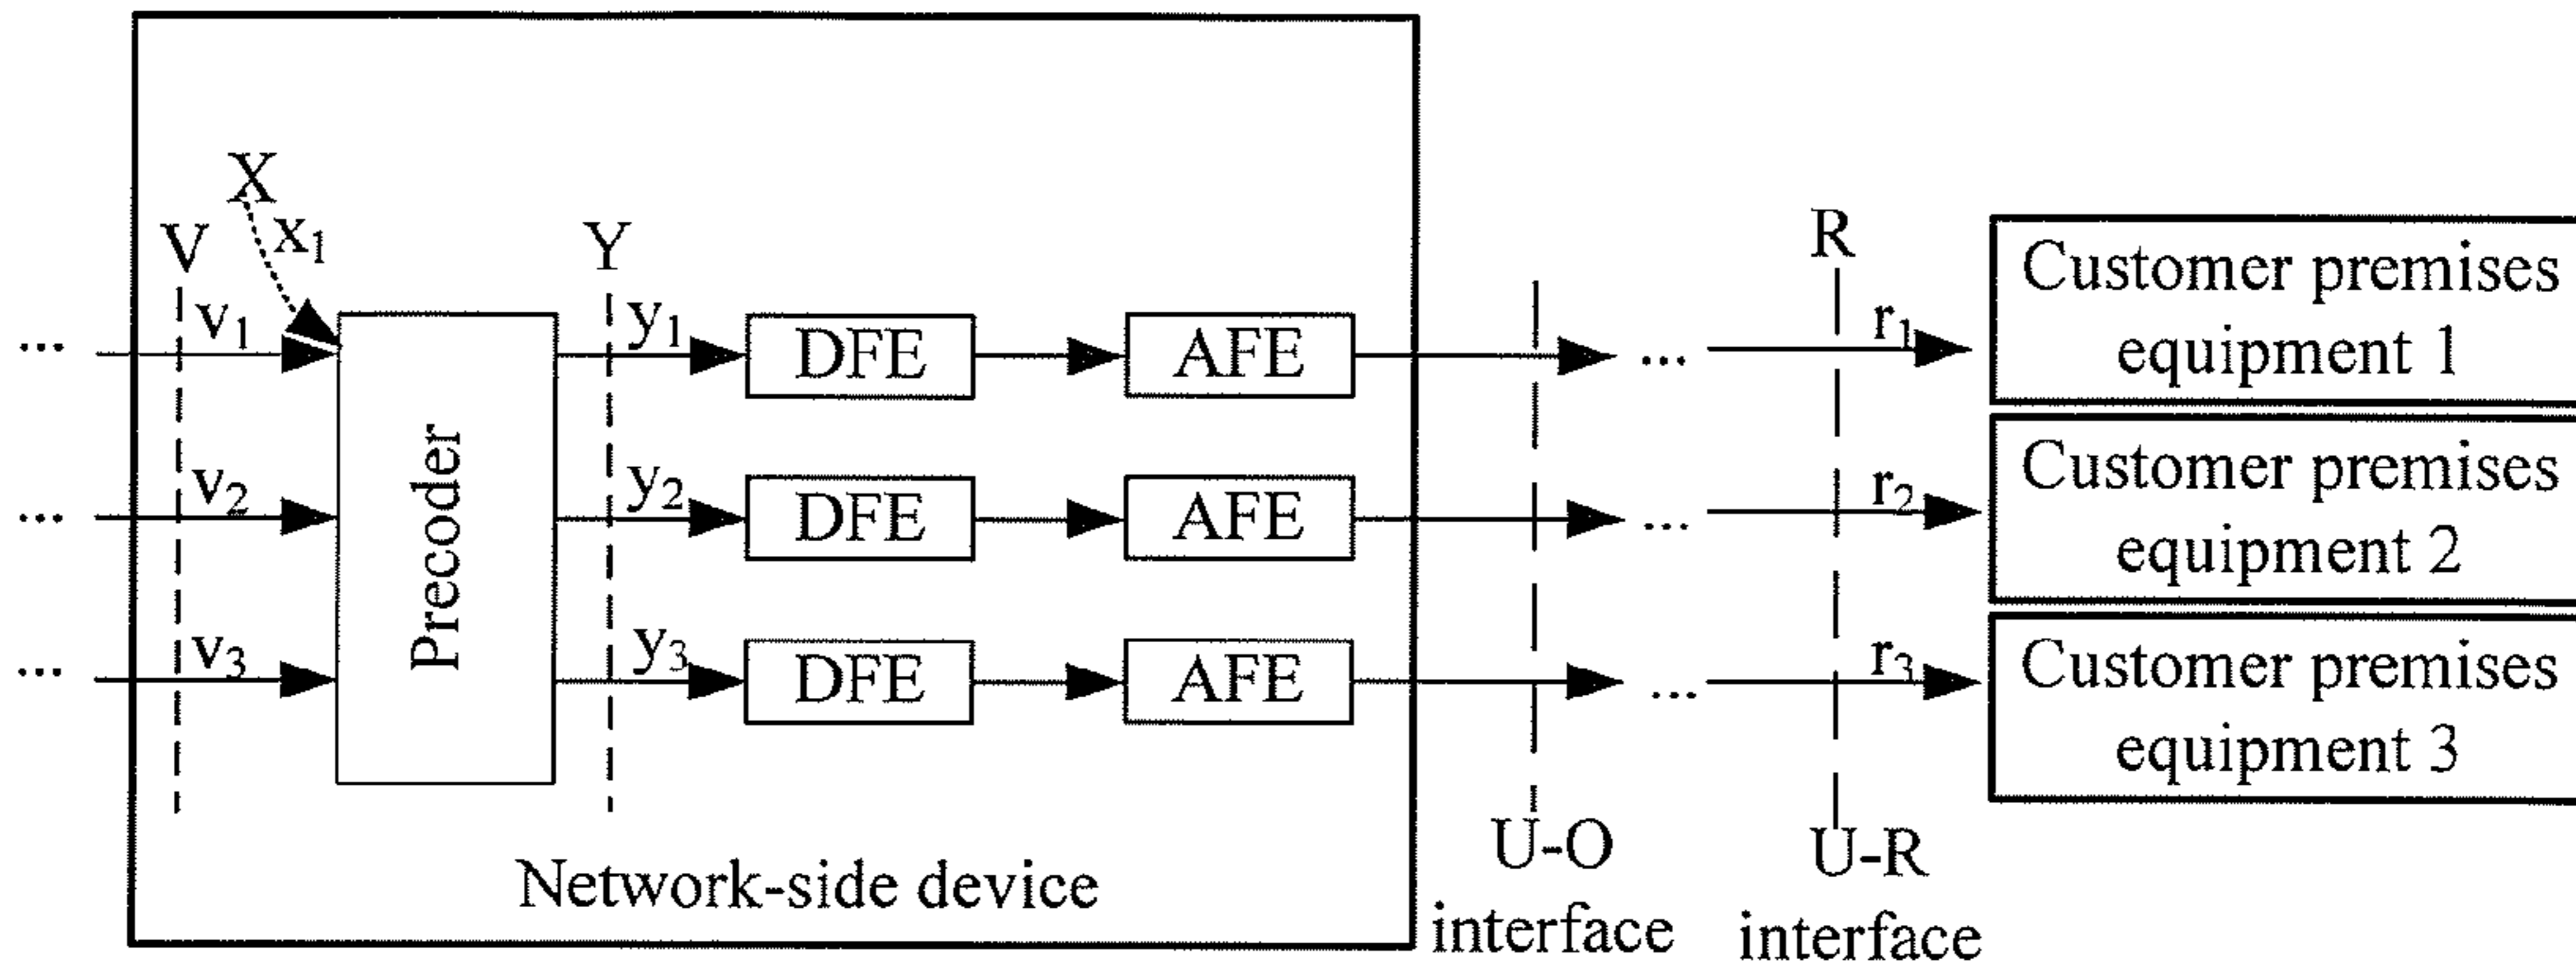 X
x1
V
Y
R
... v1 y1 DFE AFE ... r1
Customer premises
equipment 1
... v2 y2 DFE AFE ... r2
Customer premises
equipment 2
... v3 y3 DFE AFE ... r3
Customer premises
equipment 3
Precoder
Network-side device
U-O
interface
U-R
interface